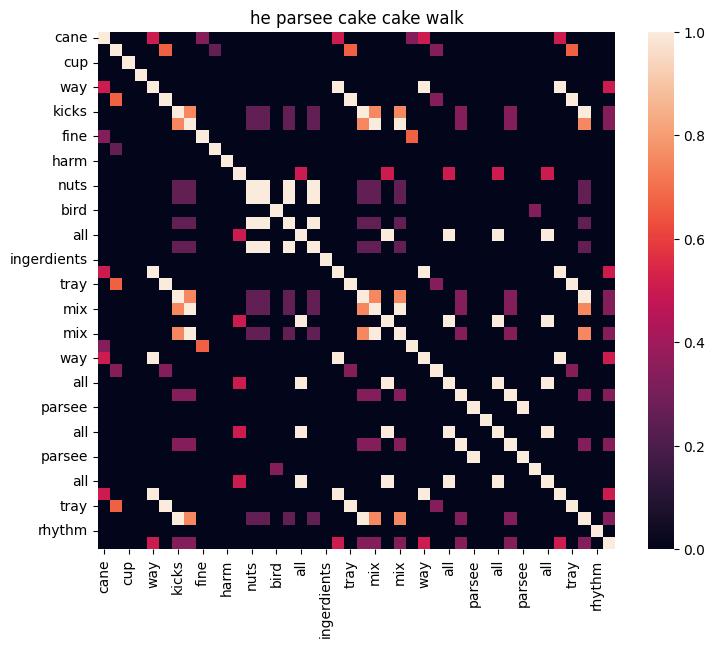 he parsee cake cake walk
cane
cup
way
kicks
fine
harm
nuts
bird
all
ingerdients
tray
mix
mix
way
all
parsee
all
parsee
all
tray
rhythm
1.0
0.8
0.6
0.4
0.2
0.0
cane
cup
way
kicks
fine
harm
nuts
bird
all
ingerdients
tray
mix
mix
way
all
parsee
all
parsee
all
tray
rhythm